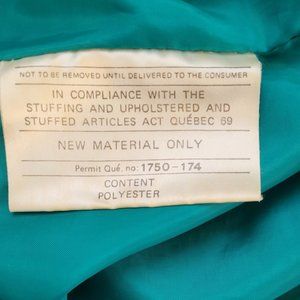 NOT TO BE REMOVED UNTIL DELIVERED TO THE CONSUMER
IN COMPLIANCE WITH THE
STUFFING AND UPHOLSTERED AND
STUFFED ARTICLES ACT QUÉBEC 69
NEW MATERIAL ONLY
Permit Qué. no: 1750-174
CONTENT
POLYESTER